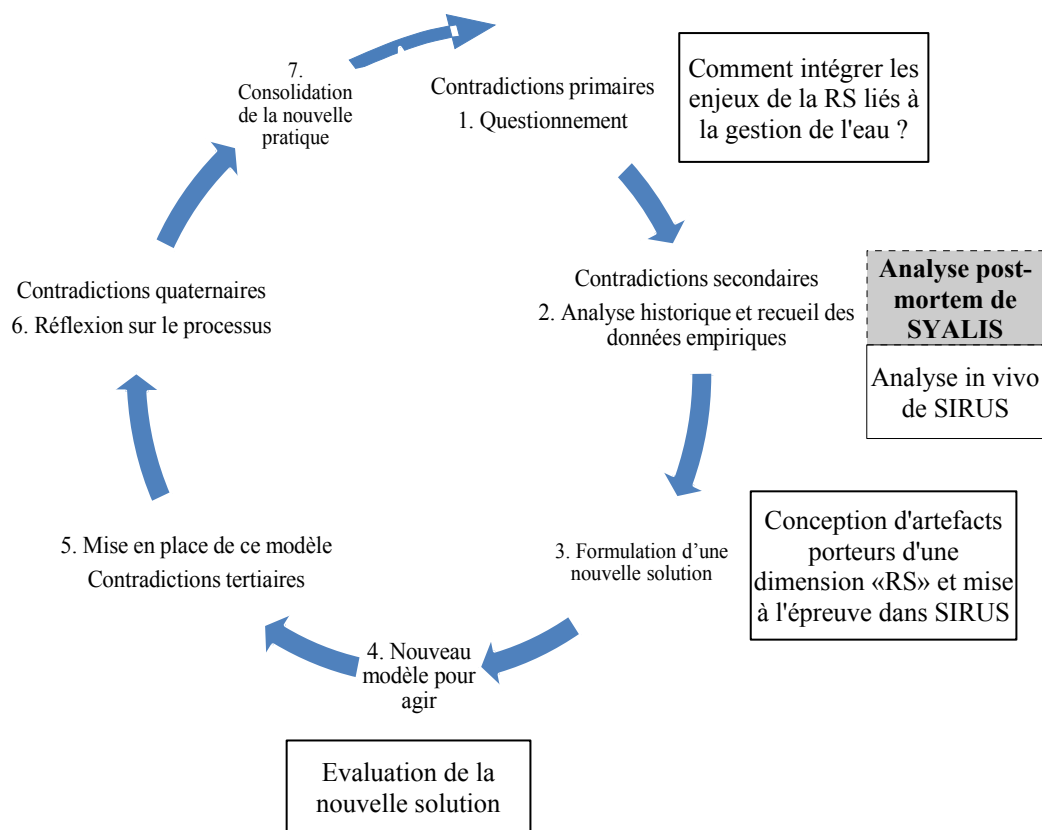 Contradictions primaires
1. Questionnement
Comment intégrer les
enjeux de la RS liés à
la gestion de l'eau ?
Contradictions secondaires
2. Analyse historique et recueil des
données empiriques
Analyse post-
mortem de
SYALIS
Analyse in vivo
de SIRUS
3. Formulation d’une
nouvelle solution
Conception d'artefacts
porteurs d'une
dimension «RS» et mise
à l'épreuve dans SIRUS
4. Nouveau
modèle pour
agir
Evaluation de la
nouvelle solution
5. Mise en place de ce modèle
Contradictions tertiaires
Contradictions quaternaires
6. Réflexion sur le processus
7.
Consolidation
de la nouvelle
pratique